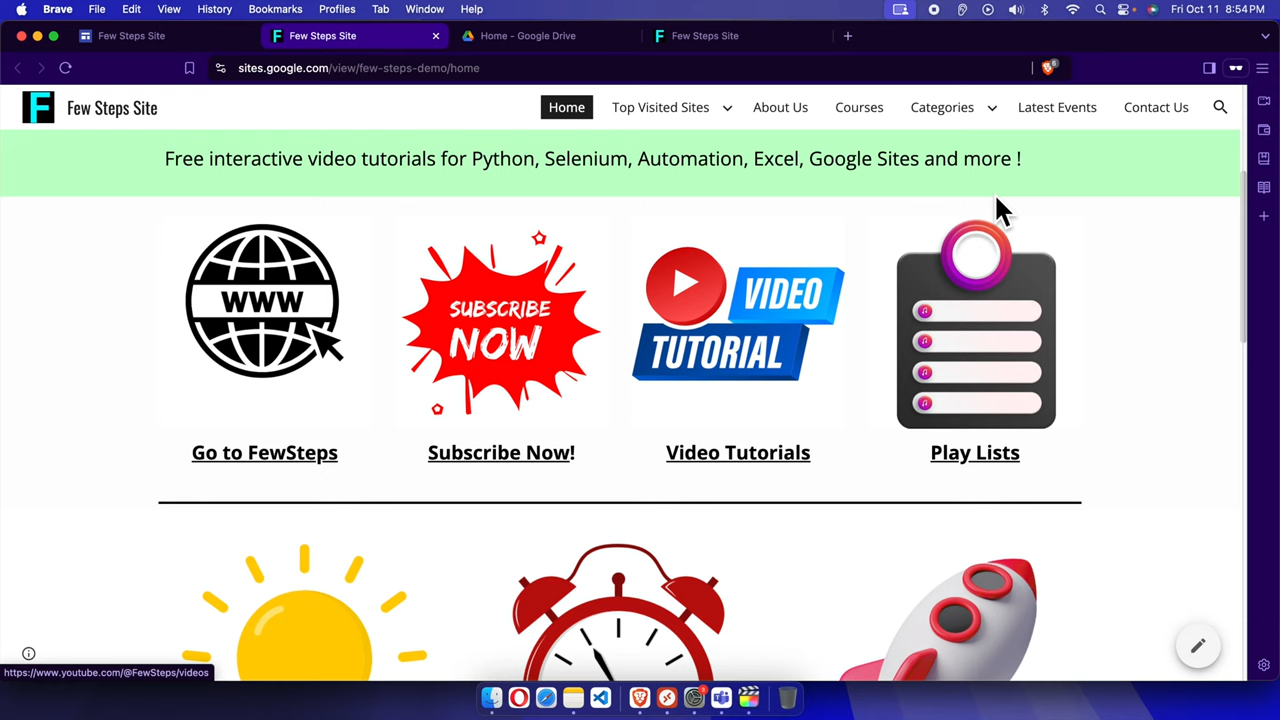 Brave File Edit View History Bookmarks Profiles Tab Window Help Fri Oct 11 8:54 PM
Few Steps Site Few Steps Site Home - Google Drive Few Steps Site
sites.google.com/view/few-steps-demo/home 6
Few Steps Site Home Top Visited Sites About Us Courses Categories Latest Events Contact Us
Free interactive video tutorials for Python, Selenium, Automation, Excel, Google Sites and more !
WWW
SUBSCRIBE
NOW
VIDEO
TUTORIAL
Go to FewSteps Subscribe Now! Video Tutorials Play Lists
https://www.youtube.com/@FewSteps/videos
3